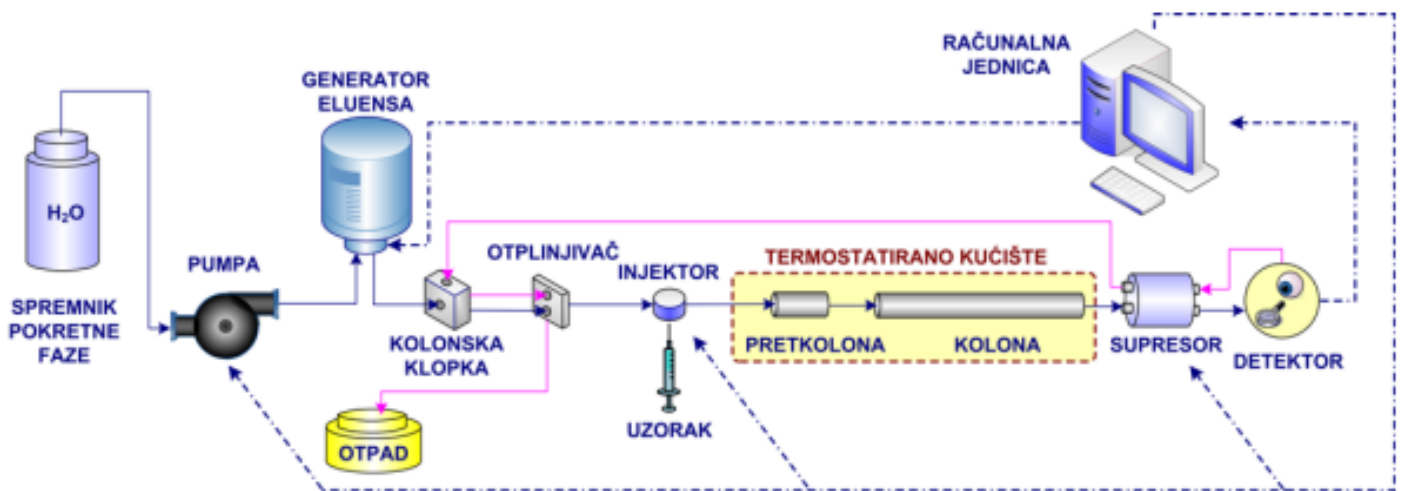 RAČUNALNA
JEDNICA
GENERATOR
ELUENSA
H₂O
SPREMNIK
POKRETNE
FAZE
PUMPA
KOLONSKA
KLOPKA
OTPLINJIVAČ
OTPAD
INJEKTOR
UZORAK
TERMOSTATIRANO KUĆIŠTE
PRETKOLONA
KOLONA
SUPRESOR
DETEKTOR